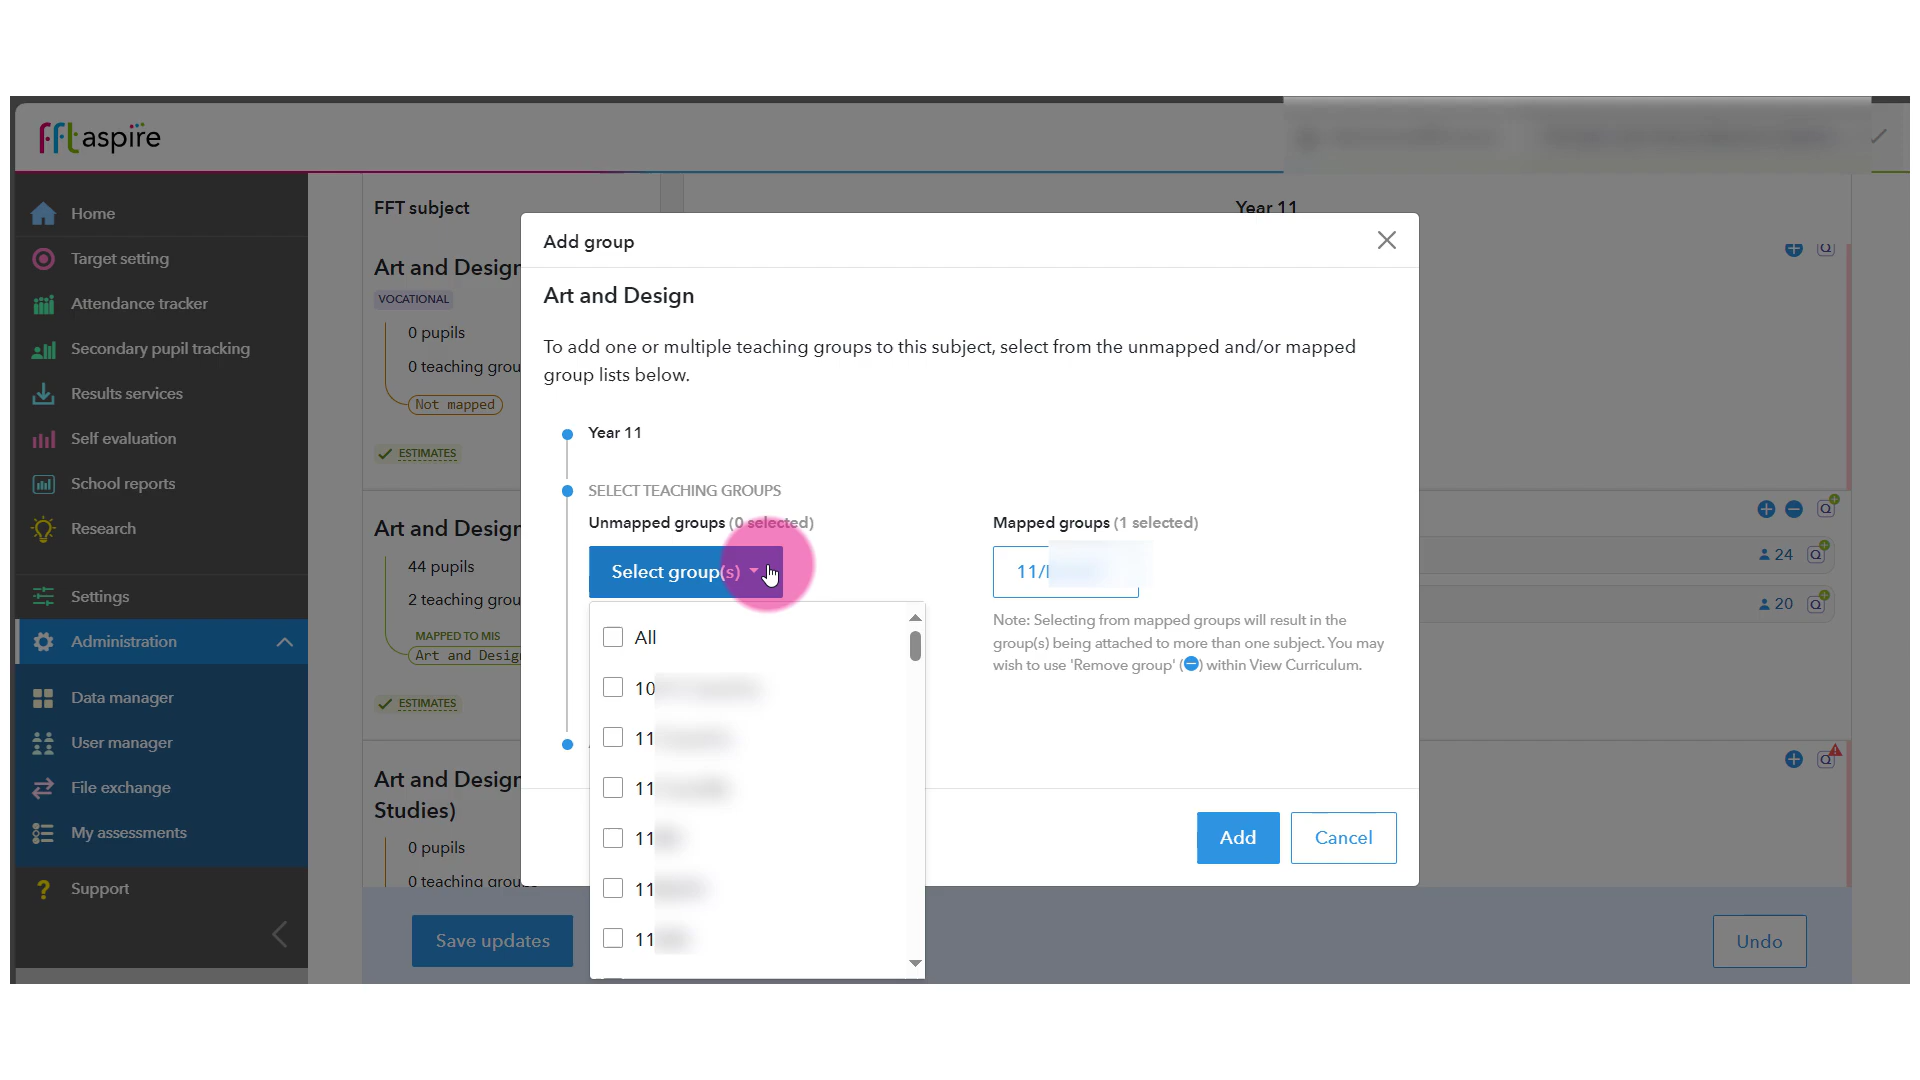 fft aspire
Home
Target setting
Attendance tracker
Secondary pupil tracking
Results services
Self evaluation
School reports
Research
Settings
Administration
Data manager
User manager
File exchange
My assessments
Support
FFT subject
Year 11
Art and Design
VOCATIONAL
0 pupils
0 teaching grou
Not mapped
ESTIMATES
Art and Design
44 pupils
2 teaching grou
MAPPED TO MIS
Art and Desig
ESTIMATES
24
20
Art and Design
Studies)
0 pupils
0 teaching grou
Save updates
Undo
Add group
Art and Design
To add one or multiple teaching groups to this subject, select from the unmapped and/or mapped
group lists below.
Year 11
SELECT TEACHING GROUPS
Unmapped groups (0 selected)
Select group(s)
All
10
11
11
11
11
11
Mapped groups (1 selected)
11/
Note: Selecting from mapped groups will result in the
group(s) being attached to more than one subject. You may
wish to use 'Remove group' ( ) within View Curriculum.
Add
Cancel